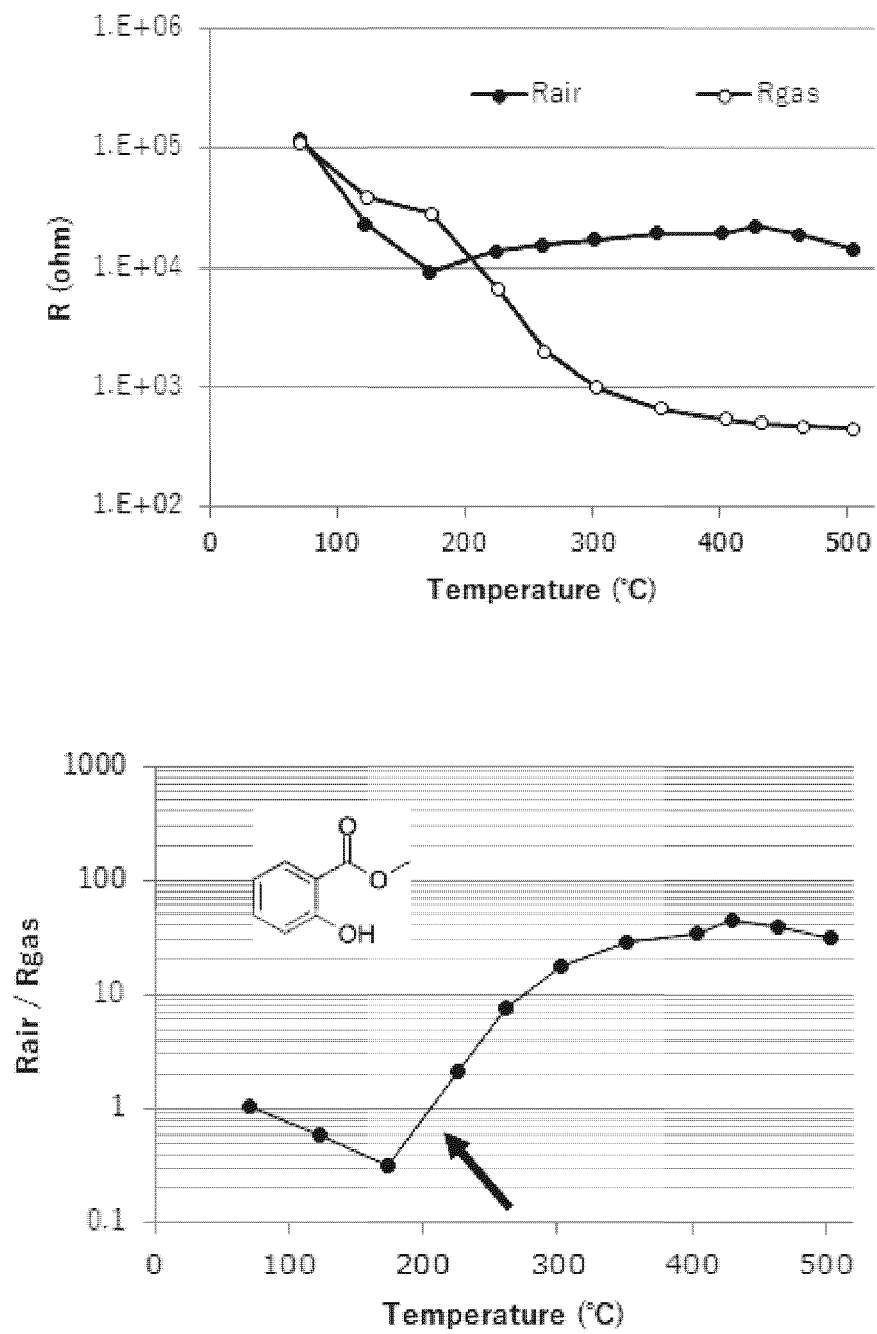 1.E+06
Rair
Rgas
1.E+05
1.E+04
1.E+03
1.E+02
R (ohm)
0 100 200 300 400 500
Temperature (°C)
1000
100
10
1
0.1
Rair / Rgas
O
O
OH
0 100 200 300 400 500
Temperature (°C)